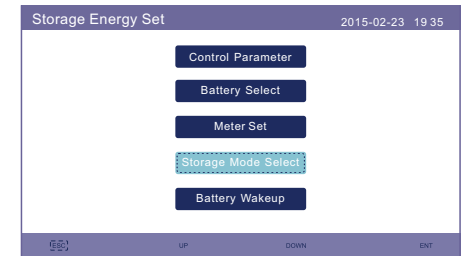 Storage Energy Set 2015-02-23 19 35
Control Parameter
Battery Select
Meter Set
Storage Mode Select
Battery Wakeup
ESC UP DOWN ENT